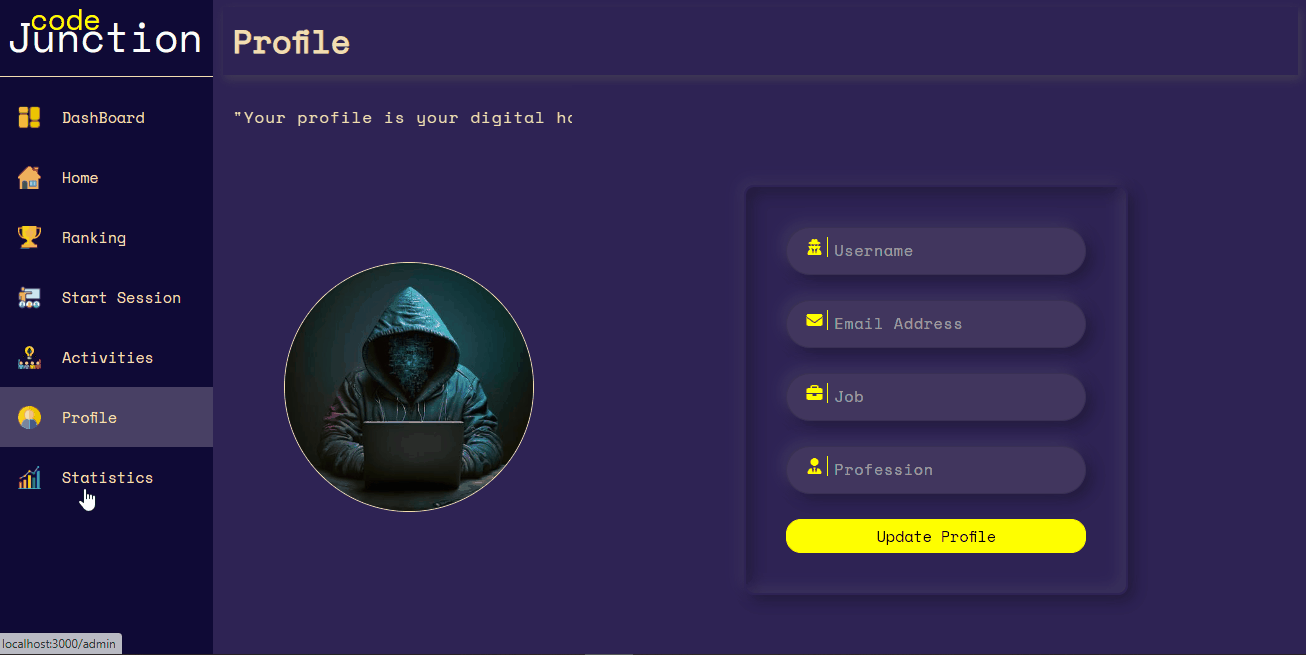 code
Junction
DashBoard
Home
Ranking
Start Session
Activities
Profile
Statistics
localhost:3000/admin
Profile
"Your profile is your digital
Username
Email Address
Job
Profession
Update Profile